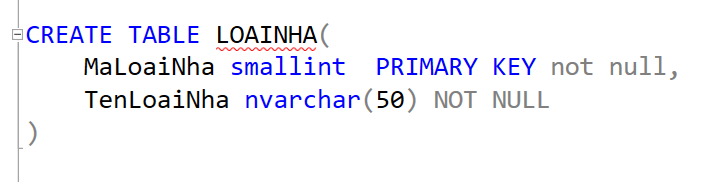 CREATE TABLE LOAINHA(
MaLoaiNha smallint  PRIMARY KEY not null,
TenLoaiNha nvarchar(50) NOT NULL
)